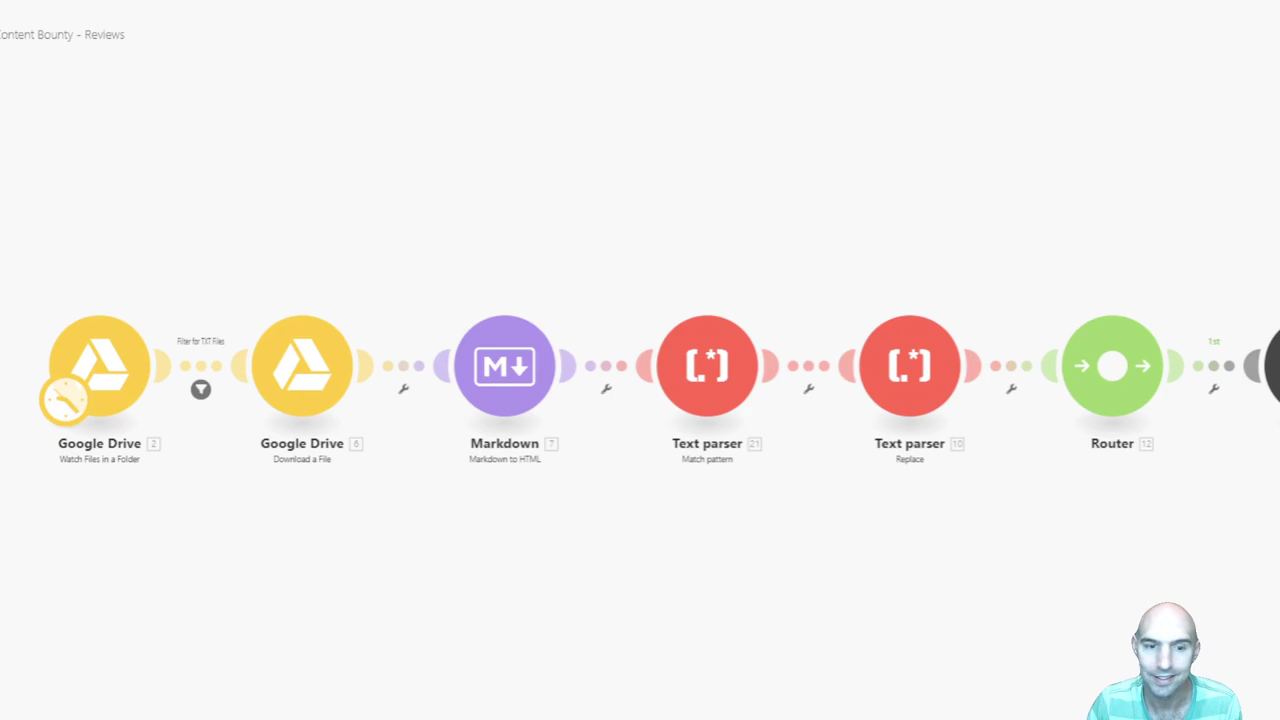 ontent Bounty - Reviews
Filter for TXT Files
1st
M
[.*]
[.*]
Google Drive 2
Watch Files in a Folder
Google Drive 6
Download a File
Markdown 7
Markdown to HTML
Text parser 21
Match pattern
Text parser 10
Replace
Router 12